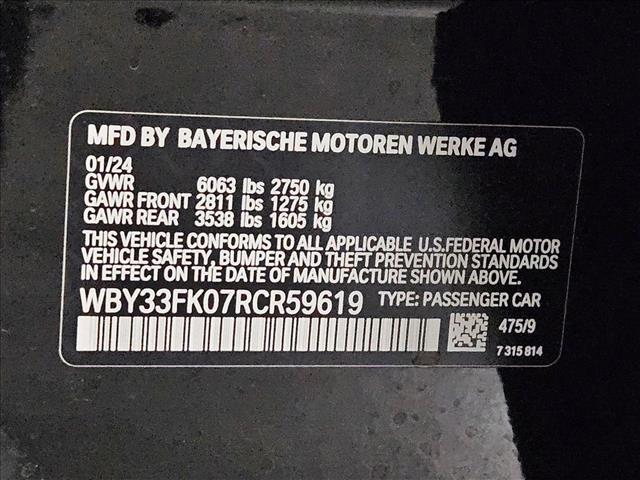 MFD BY BAYERISCHE MOTOREN WERKE AG
01/24
GVWR 6063 lbs 2750 kg
GAWR FRONT 2811 lbs 1275 kg
GAWR REAR 3538 lbs 1605 kg
THIS VEHICLE CONFORMS TO ALL APPLICABLE U.S.FEDERAL MOTOR
VEHICLE SAFETY, BUMPER AND THEFT PREVENTION STANDARDS
IN EFFECT ON THE DATE OF MANUFACTURE SHOWN ABOVE.
WBY33FK07RCR59619 TYPE: PASSENGER CAR
475/9
7 315 814